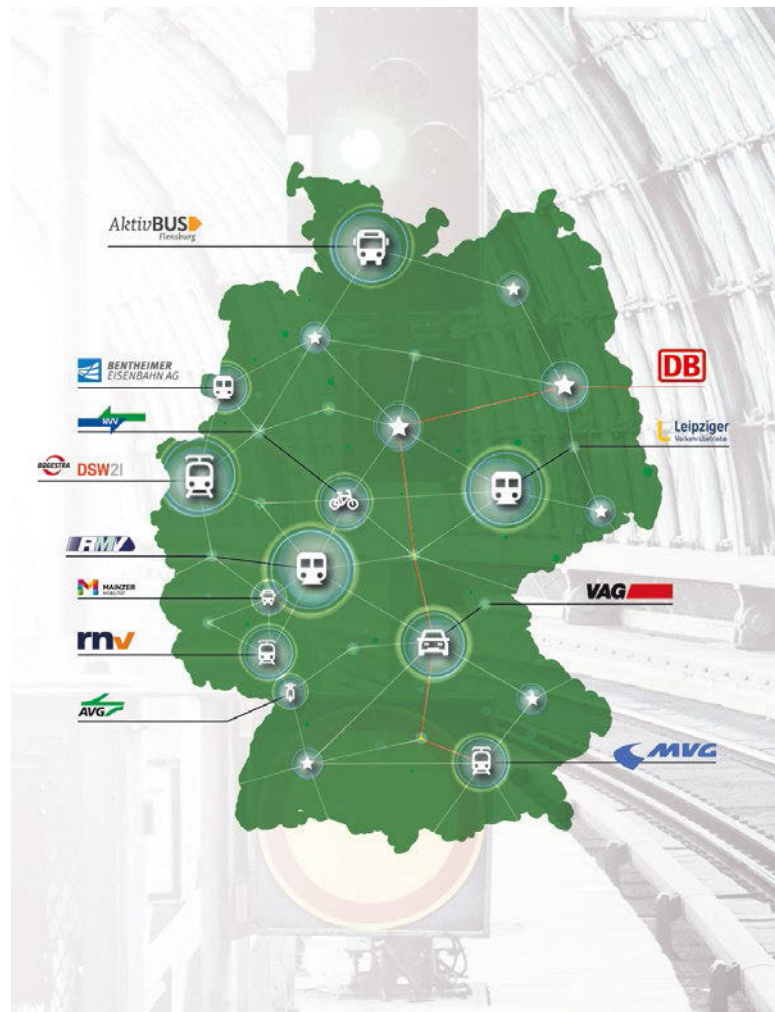 AktivBUS
Flensburg
BENTHEIMER
EISENBAHN AG
DB
NVV
Leipziger
Verkehrsbetriebe
BOGESTRA
DSW21
RMV
MAINZER
MOBILITÄT
VAG
rnv
AVG
MVG